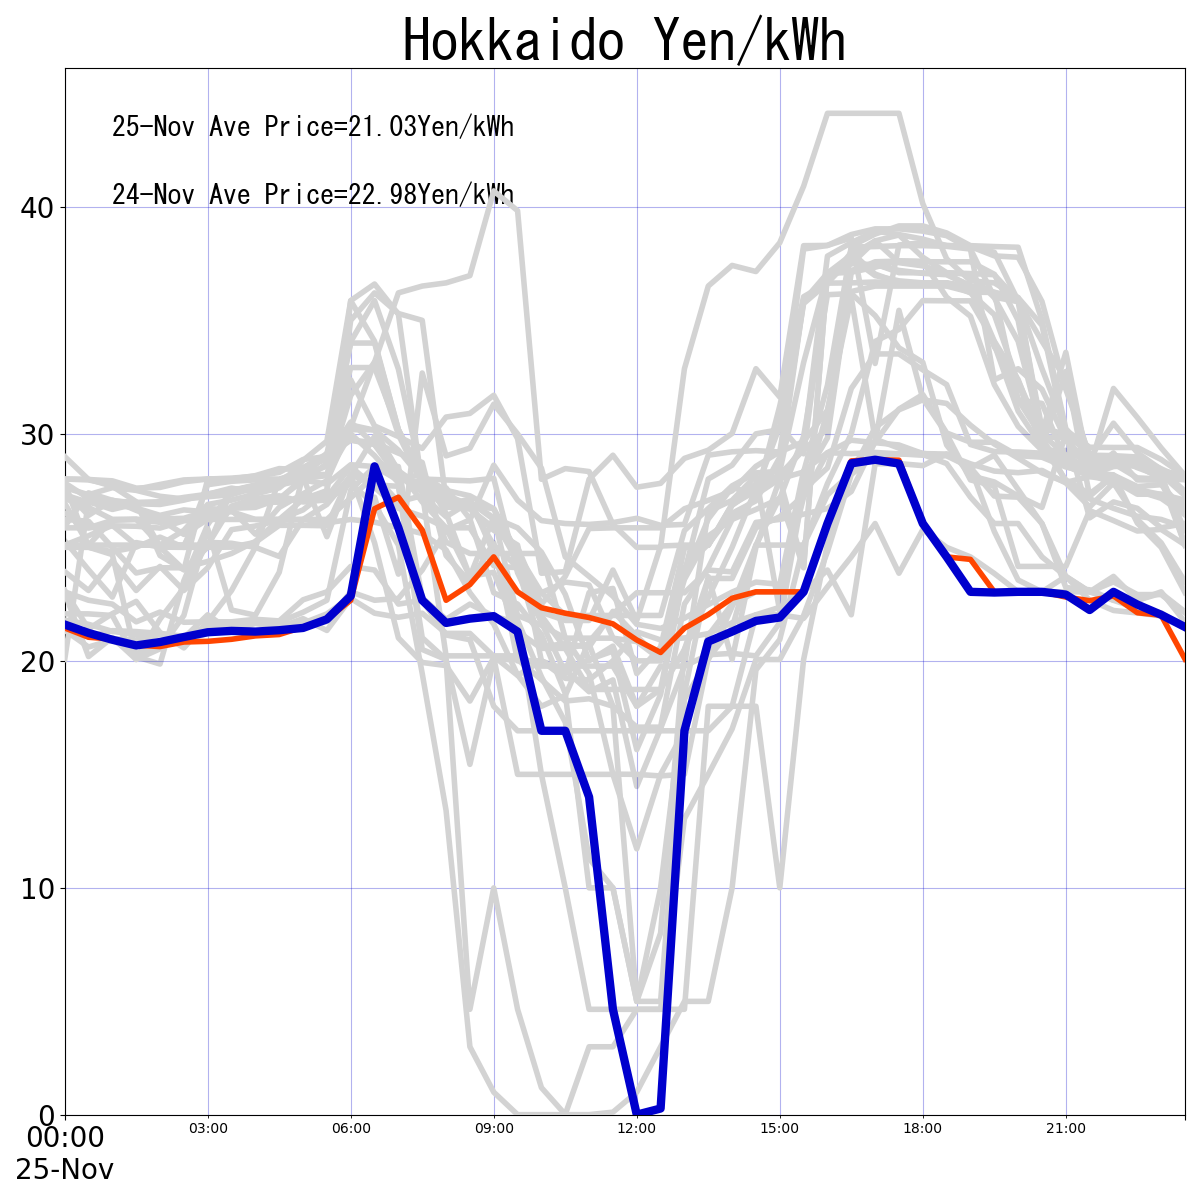 Hokkaido Yen/kWh
25-Nov Ave Price=21.03Yen/kWh
24-Nov Ave Price=22.98Yen/kWh
40
30
20
10
0
00:00 03:00 06:00 09:00 12:00 15:00 18:00 21:00
25-Nov